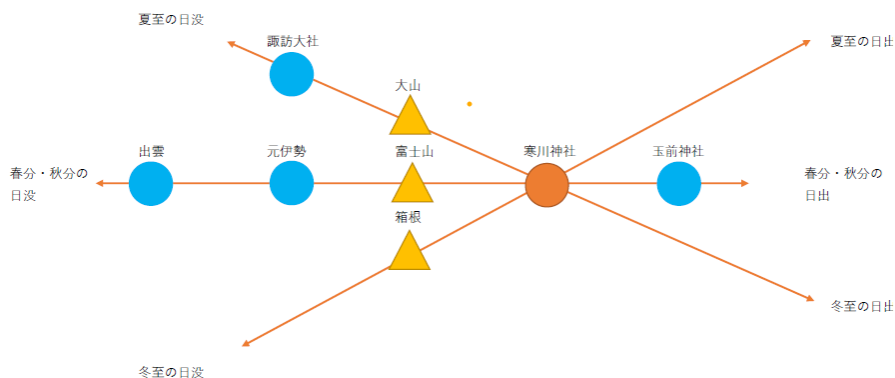 夏至の日没
諏訪大社
夏至の日出
大山
出雲
元伊勢
富士山
寒川神社
玉前神社
春分・秋分の
日没
春分・秋分の
日出
箱根
冬至の日出
冬至の日没